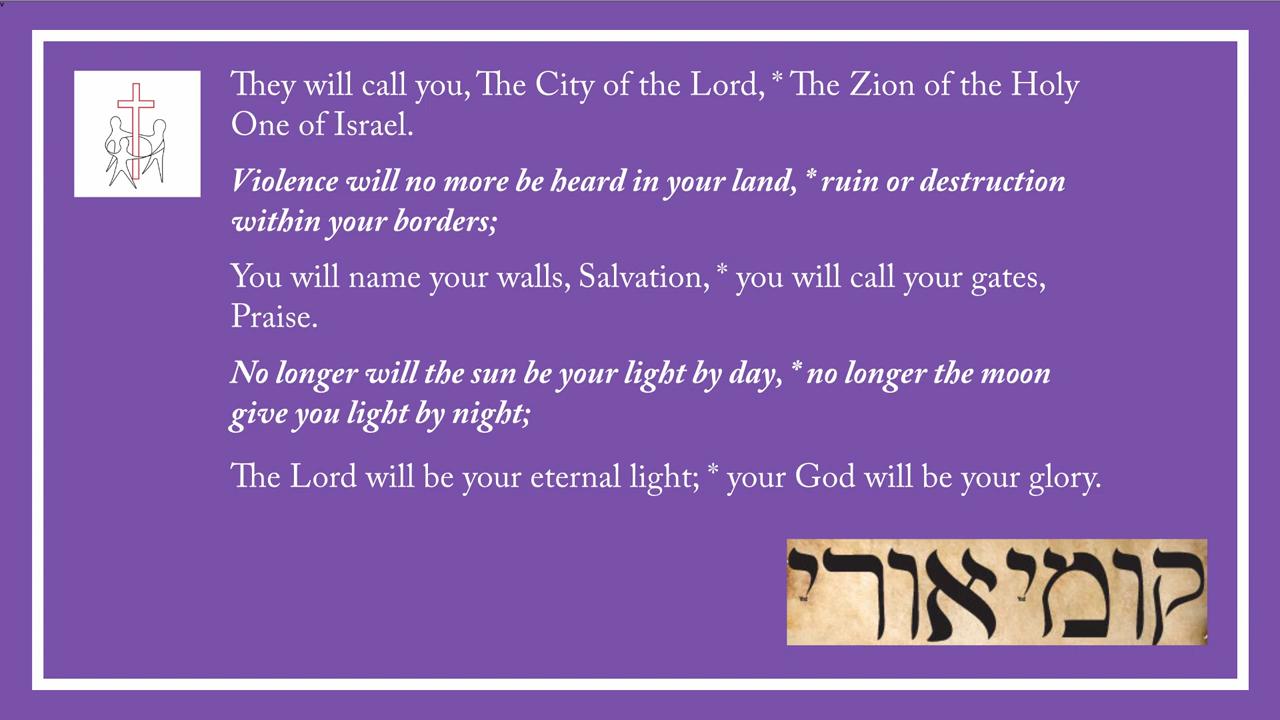 They will call you, The City of the Lord, * The Zion of the Holy
One of Israel.
Violence will no more be heard in your land, * ruin or destruction
within your borders;
You will name your walls, Salvation, * you will call your gates,
Praise.
No longer will the sun be your light by day, * no longer the moon
give you light by night;
The Lord will be your eternal light; * your God will be your glory.
קומי אורי